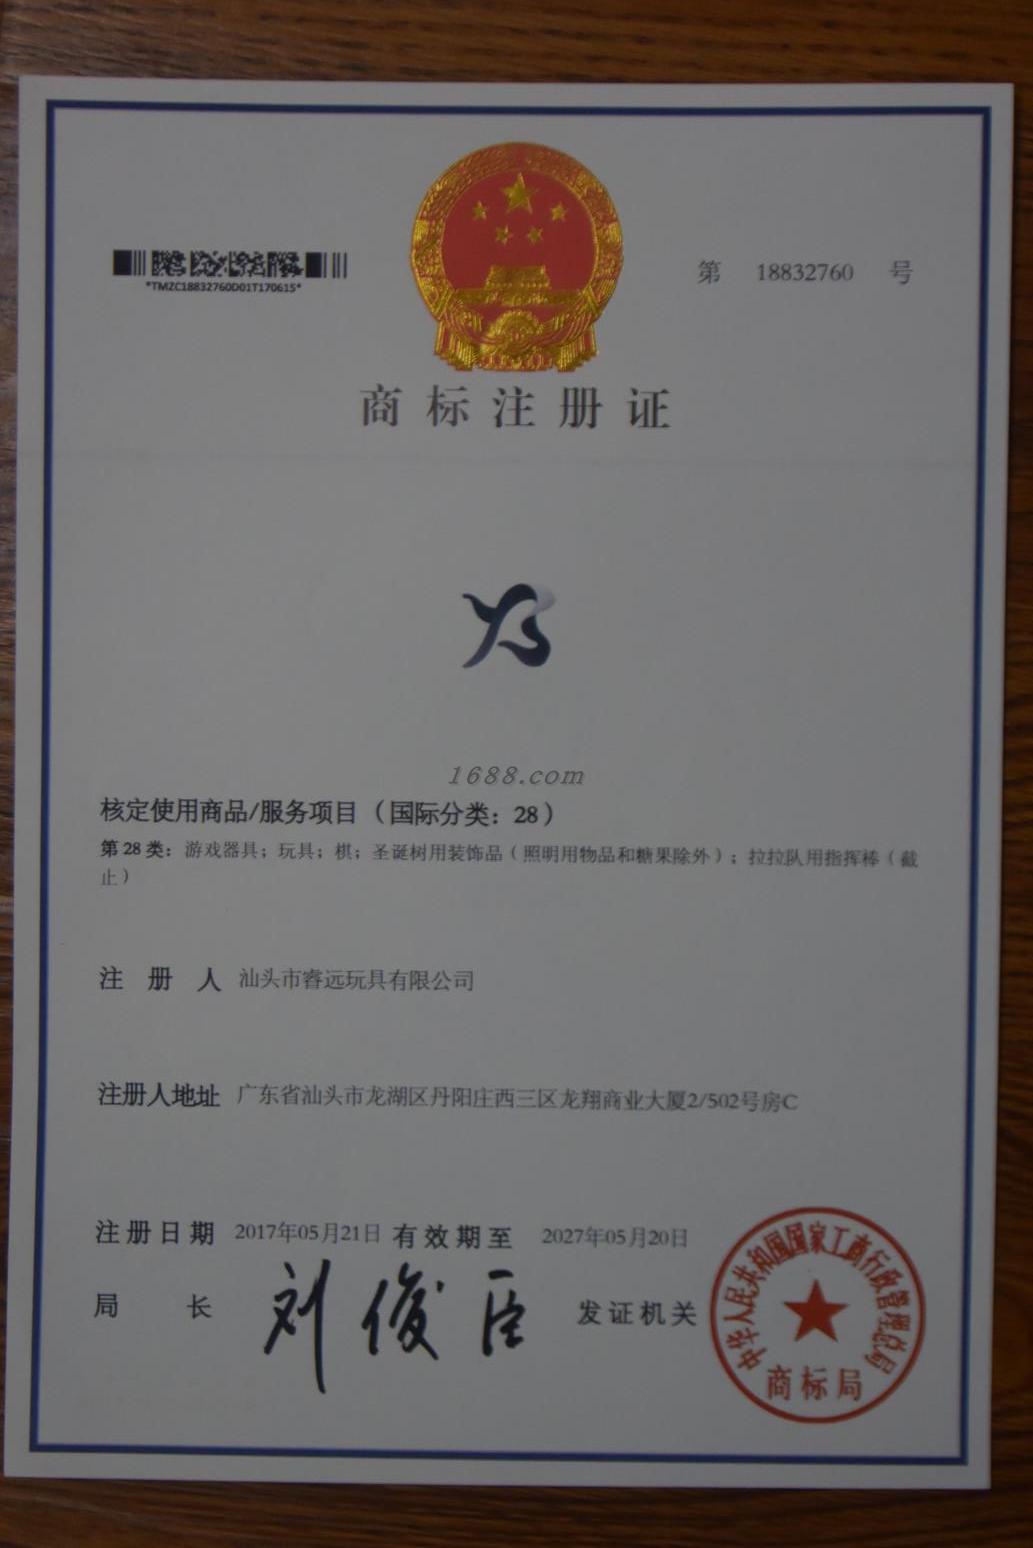 *TMZC18832760D01T170615*
第 18832760 号
商标注册证
1688.com
核定使用商品/服务项目（国际分类：28）
第28类：游戏器具；玩具；棋；圣诞树用装饰品（照明用物品和糖果除外）；拉拉队用指挥棒（截
止）
注册人 汕头市睿远玩具有限公司
注册人地址 广东省汕头市龙湖区丹阳庄西三区龙翔商业大厦2/502号房C
注册日期 2017年05月21日 有效期至 2027年05月20日
局长 刘俊臣 发证机关
中华人民共和国国家工商行政管理总局
商标局